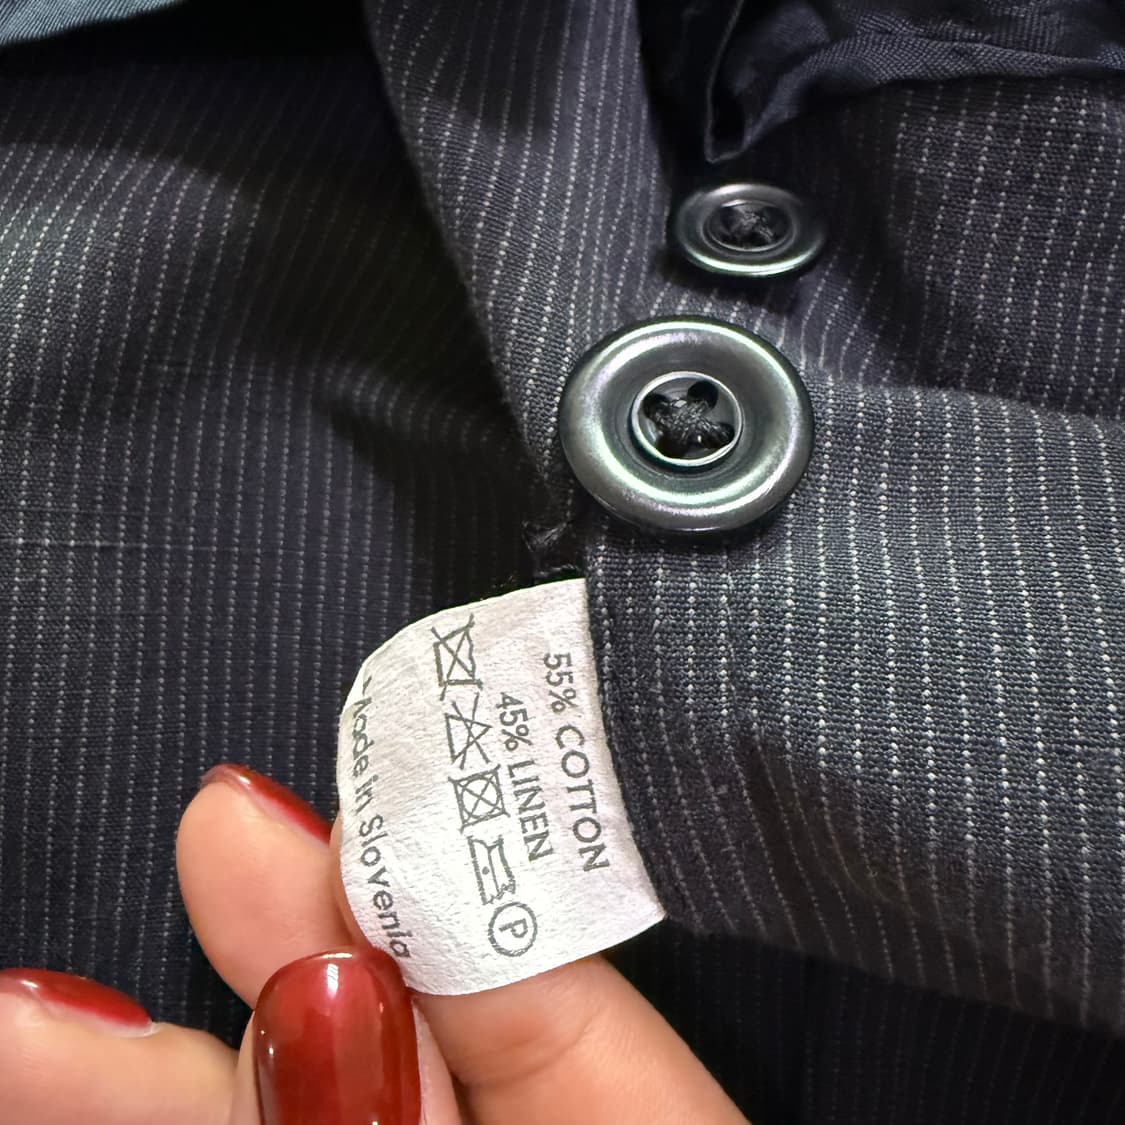 55% COTTON
45% LINEN
P
Made in Slovenia